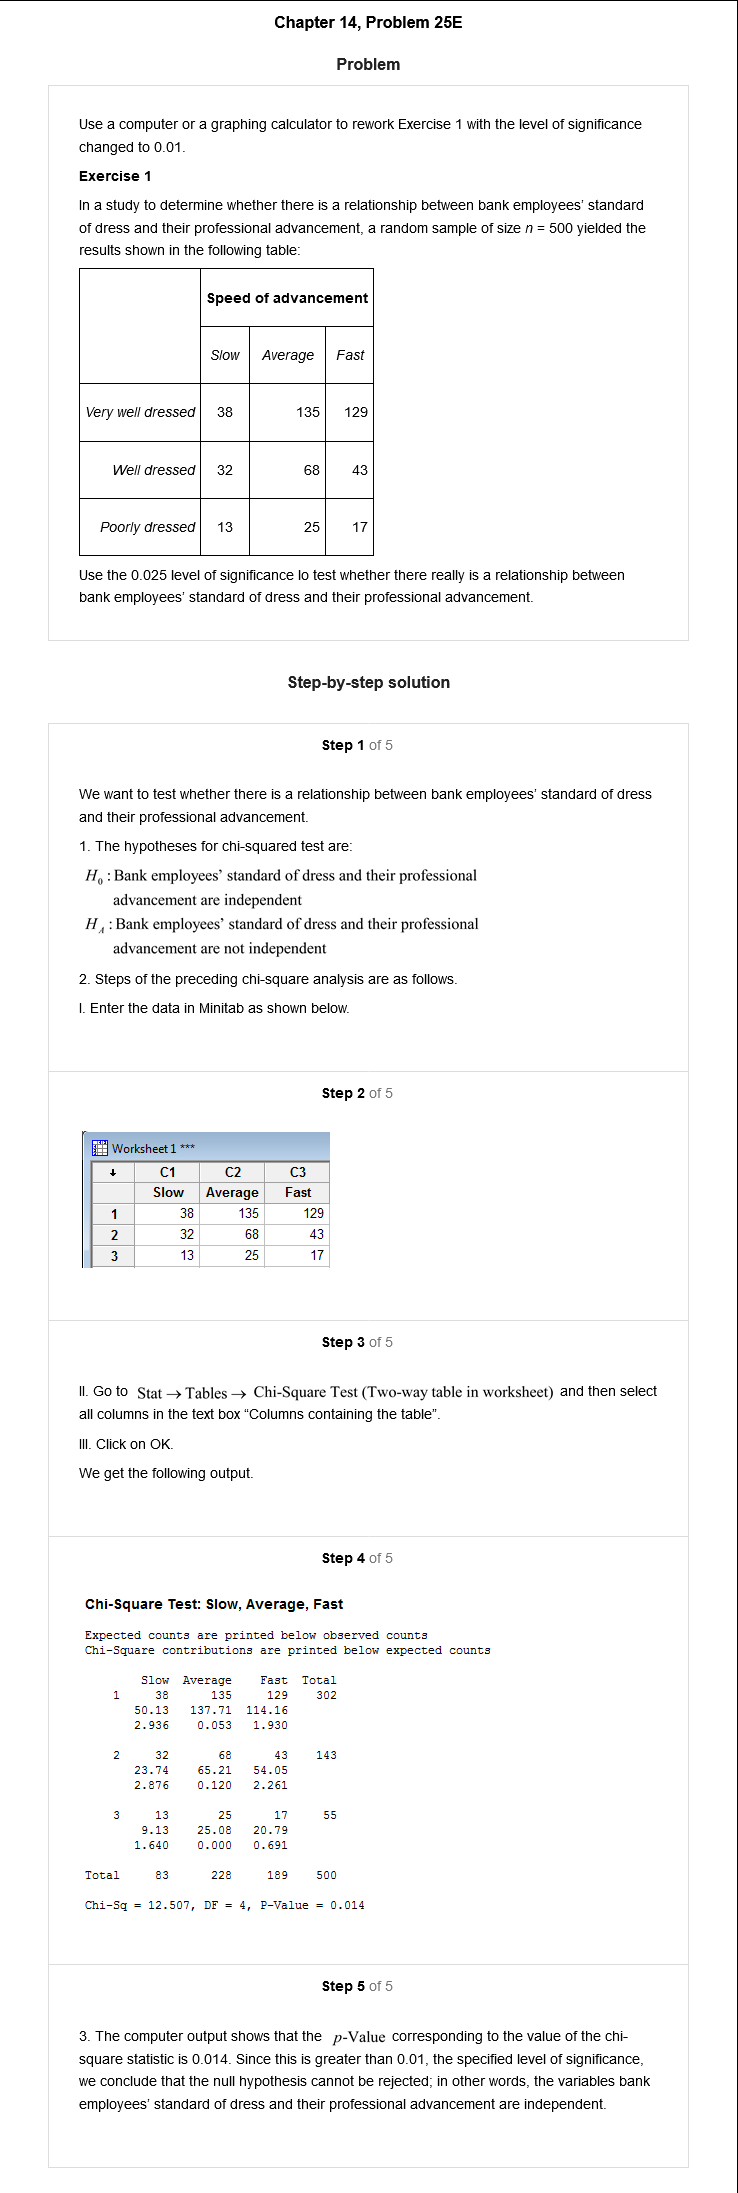 Chapter 14, Problem 25E
Problem
Use a computer or a graphing calculator to rework Exercise 1 with the level of significance
changed to 0.01.
Exercise 1
In a study to determine whether there is a relationship between bank employees' standard
of dress and their professional advancement, a random sample of size n = 500 yielded the
results shown in the following table:
Speed of advancement
Slow Average Fast
Very well dressed 38 135 129
Well dressed 32 68 43
Poorly dressed 13 25 17
Use the 0.025 level of significance lo test whether there really is a relationship between
bank employees' standard of dress and their professional advancement.
Step-by-step solution
Step 1 of 5
We want to test whether there is a relationship between bank employees' standard of dress
and their professional advancement.
1. The hypotheses for chi-squared test are:
H₀ : Bank employees' standard of dress and their professional
advancement are independent
H_A : Bank employees' standard of dress and their professional
advancement are not independent
2. Steps of the preceding chi-square analysis are as follows.
I. Enter the data in Minitab as shown below.
Step 2 of 5
Worksheet 1 ***
↓ C1 C2 C3
Slow Average Fast
1 38 135 129
2 32 68 43
3 13 25 17
Step 3 of 5
II. Go to Stat → Tables → Chi-Square Test (Two-way table in worksheet) and then select
all columns in the text box “Columns containing the table”.
III. Click on OK.
We get the following output.
Step 4 of 5
Chi-Square Test: Slow, Average, Fast
Expected counts are printed below observed counts
Chi-Square contributions are printed below expected counts
Slow Average Fast Total
1 38 135 129 302
50.13 137.71 114.16
2.936 0.053 1.930
2 32 68 43 143
23.74 65.21 54.05
2.876 0.120 2.261
3 13 25 17 55
9.13 25.08 20.79
1.640 0.000 0.691
Total 83 228 189 500
Chi-Sq = 12.507, DF = 4, P-Value = 0.014
Step 5 of 5
3. The computer output shows that the p-Value corresponding to the value of the chi-
square statistic is 0.014. Since this is greater than 0.01, the specified level of significance,
we conclude that the null hypothesis cannot be rejected; in other words, the variables bank
employees' standard of dress and their professional advancement are independent.